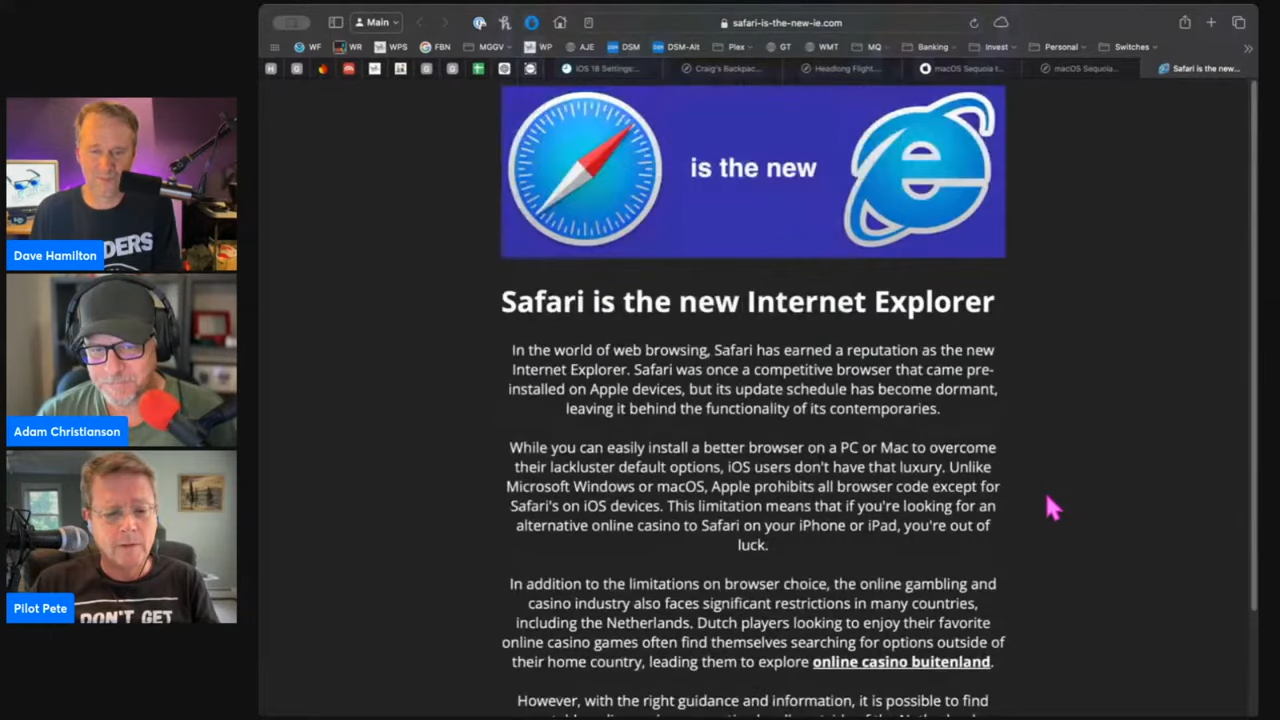 Main
safari-is-the-new-ie.com
WF
WR
WPS
FBN
MGGV
WP
AJE
DSM
DSM-Alt
Plex
GT
WMT
MQ
Banking
Invest
Personal
Switches
iOS 18 Settings:...
Craig's Backpac...
Headlong Flight...
macOS Sequoia t...
macOS Sequoia...
Safari is the new...
is the new
Safari is the new Internet Explorer
In the world of web browsing, Safari has earned a reputation as the new
Internet Explorer. Safari was once a competitive browser that came pre-
installed on Apple devices, but its update schedule has become dormant,
leaving it behind the functionality of its contemporaries.
While you can easily install a better browser on a PC or Mac to overcome
their lackluster default options, iOS users don't have that luxury. Unlike
Microsoft Windows or macOS, Apple prohibits all browser code except for
Safari's on iOS devices. This limitation means that if you're looking for an
alternative online casino to Safari on your iPhone or iPad, you're out of
luck.
In addition to the limitations on browser choice, the online gambling and
casino industry also faces significant restrictions in many countries,
including the Netherlands. Dutch players looking to enjoy their favorite
online casino games often find themselves searching for options outside of
their home country, leading them to explore online casino buitenland.
However, with the right guidance and information, it is possible to find
DERS
Dave Hamilton
Adam Christianson
DON'T GET
Pilot Pete